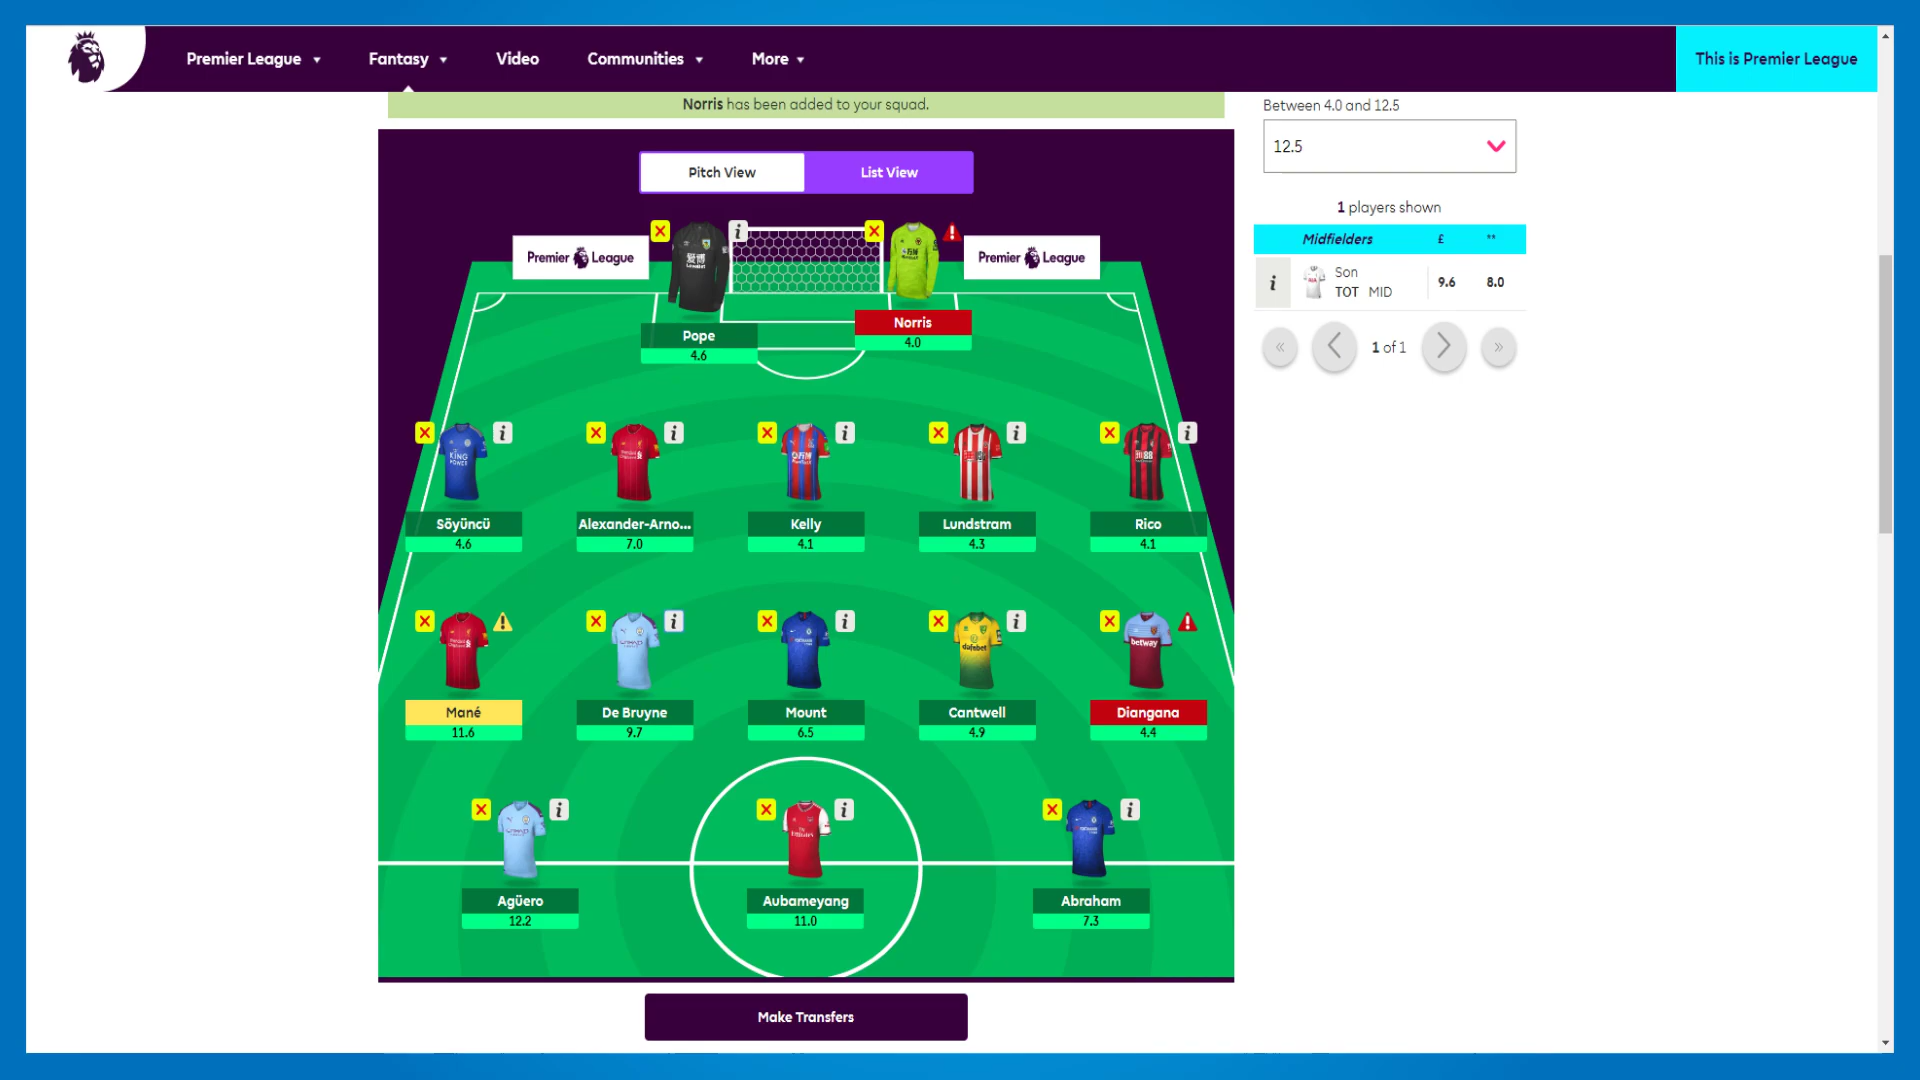 Premier League
Fantasy
Video
Communities
More
This is Premier League
Norris has been added to your squad.
Between 4.0 and 12.5
12.5
Pitch View
List View
1 players shown
Midfielders £ **
Son
TOT MID
9.6 8.0
« 1 of 1 »
Premier League
Premier League
Pope
4.6
Norris
4.0
Söyüncü
4.6
Alexander-Arno...
7.0
Kelly
4.1
Lundstram
4.3
Rico
4.1
KING
POWER
Mané
11.6
De Bruyne
9.7
Mount
6.5
Cantwell
4.9
Diangana
4.4
dafabet
betway
Agüero
12.2
Aubameyang
11.0
Abraham
7.3
Make Transfers